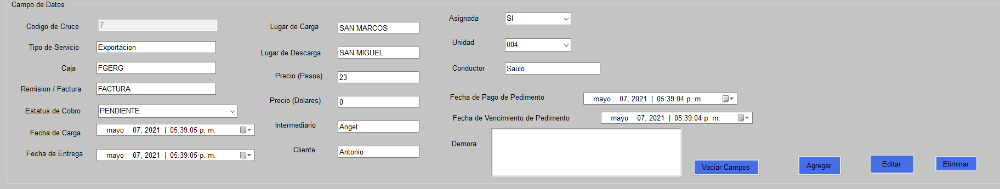 Campo de Datos
Codigo de Cruce 7
Tipo de Servicio Exportacion
Caja FGERG
Remision / Factura FACTURA
Estatus de Cobro PENDIENTE
Fecha de Carga mayo 07, 2021 | 05:39:05 p. m.
Fecha de Entrega mayo 07, 2021 | 05:39:05 p. m.
Lugar de Carga SAN MARCOS
Lugar de Descarga SAN MIGUEL
Precio (Pesos) 23
Precio (Dolares) 0
Intermediario Angel
Cliente Antonio
Asignada SI
Unidad 004
Conductor Saulo
Fecha de Pago de Pedimento mayo 07, 2021 | 05:39:04 p. m.
Fecha de Vencimiento de Pedimento mayo 07, 2021 | 05:39:04 p. m.
Demora
Vaciar Campos Agregar Editar Eliminar